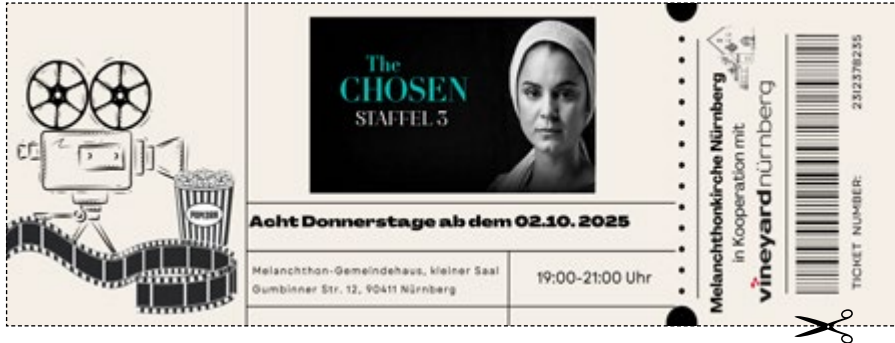 The
CHOSEN
STAFFEL 3
POPCORN
Acht Donnerstage ab dem 02.10. 2025
Melanchthon-Gemeindehaus, kleiner Saal
Gumbinner Str. 12, 90411 Nürnberg
19:00-21:00 Uhr
Melanchthonkirche Nürnberg
in Kooperation mit
vineyard nürnberg
TICKET NUMBER: 2312378235